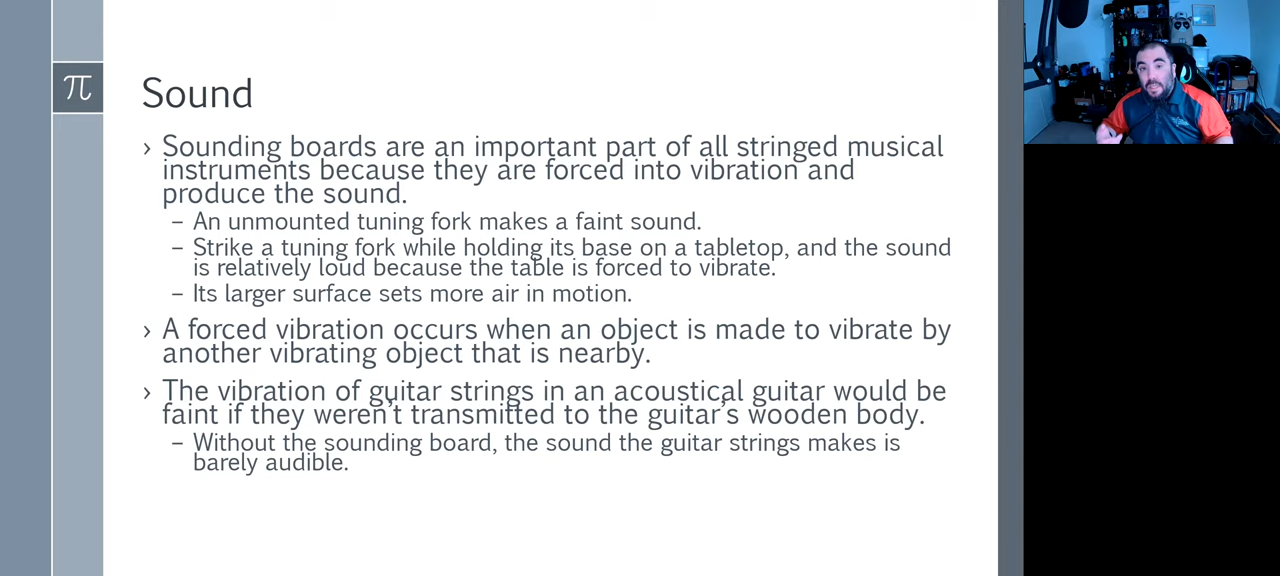 π
Sound
› Sounding boards are an important part of all stringed musical
instruments because they are forced into vibration and
produce the sound.
– An unmounted tuning fork makes a faint sound.
– Strike a tuning fork while holding its base on a tabletop, and the sound
is relatively loud because the table is forced to vibrate.
– Its larger surface sets more air in motion.
› A forced vibration occurs when an object is made to vibrate by
another vibrating object that is nearby.
› The vibration of guitar strings in an acoustical guitar would be
faint if they weren’t transmitted to the guitar’s wooden body.
– Without the sounding board, the sound the guitar strings makes is
barely audible.